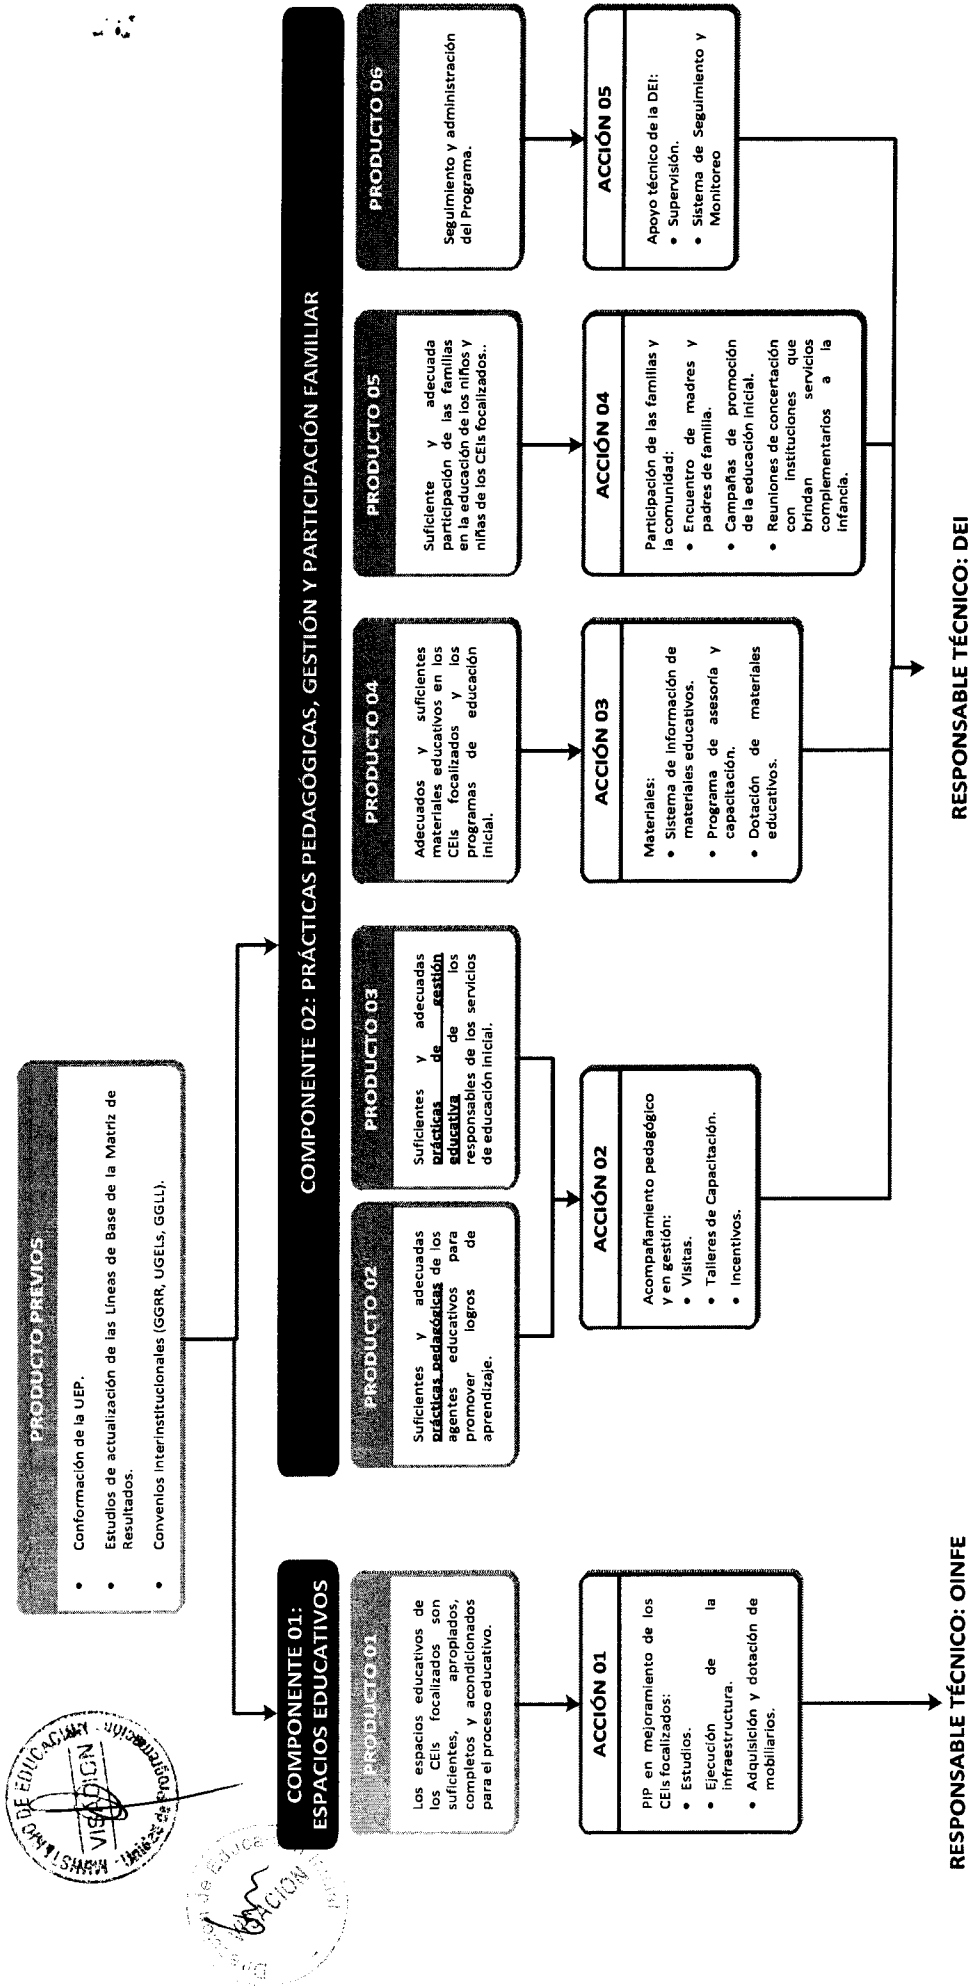 PRODUCTO PREVIOS
• Conformación de la UEP.
• Estudios de actualización de las Líneas de Base de la Matriz de
Resultados.
• Convenios Interinstitucionales (GGRR, UGELs, GGLL).
MINISTERIO DE EDUCACION
VISACION
VISACION
COMPONENTE 01:
ESPACIOS EDUCATIVOS
PRODUCTO 01
Los espacios educativos de
los CEIs focalizados son
suficientes, apropiados,
completos y acondicionados
para el proceso educativo.
ACCIÓN 01
PIP en mejoramiento de los
CEIs focalizados:
• Estudios.
• Ejecución de la
infraestructura.
• Adquisición y dotación de
mobiliarios.
RESPONSABLE TÉCNICO: OINFE
COMPONENTE 02: PRÁCTICAS PEDAGÓGICAS, GESTIÓN Y PARTICIPACIÓN FAMILIAR
PRODUCTO 02
Suficientes y adecuadas
prácticas pedagógicas de los
agentes educativos para
promover logros de
aprendizaje.
PRODUCTO 03
Suficientes y adecuadas
prácticas de gestión
educativa de los
responsables de los servicios
de educación inicial.
ACCIÓN 02
Acompañamiento pedagógico
y en gestión:
• Visitas.
• Talleres de Capacitación.
• Incentivos.
PRODUCTO 04
Adecuados y suficientes
materiales educativos en los
CEIs focalizados y los
programas de educación
inicial.
ACCIÓN 03
Materiales:
• Sistema de información de
materiales educativos.
• Programa de asesoría y
capacitación.
• Dotación de materiales
educativos.
PRODUCTO 05
Suficiente y adecuada
participación de las familias
en la educación de los niños y
niñas de los CEIs focalizados..
ACCIÓN 04
Participación de las familias y
la comunidad:
• Encuentro de madres y
padres de familia.
• Campañas de promoción
de la educación inicial.
• Reuniones de concertación
con instituciones que
brindan servicios
complementarios a la
infancia.
PRODUCTO 06
Seguimiento y administración
del Programa.
ACCIÓN 05
Apoyo técnico de la DEI:
• Supervisión.
• Sistema de Seguimiento y
Monitoreo
RESPONSABLE TÉCNICO: DEI